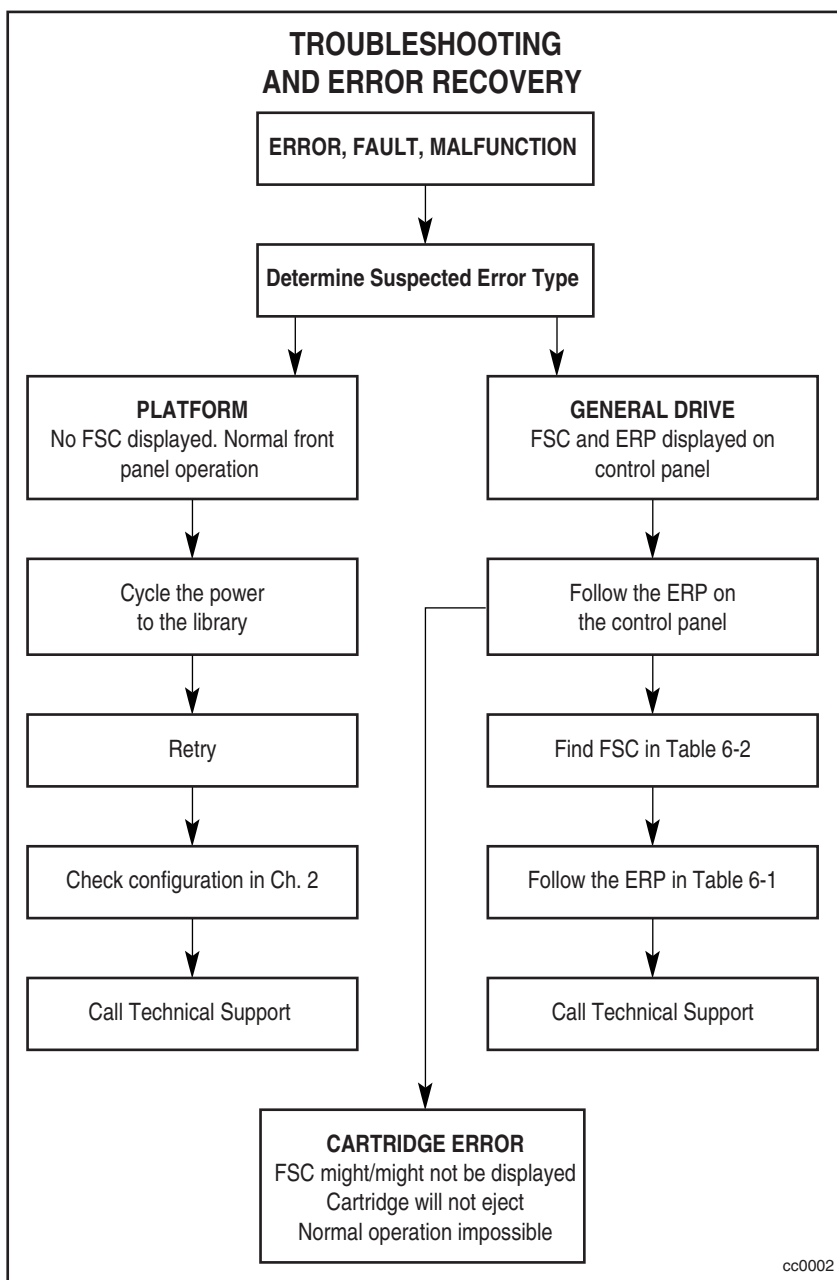 TROUBLESHOOTING
AND ERROR RECOVERY
ERROR, FAULT, MALFUNCTION
Determine Suspected Error Type
PLATFORM
No FSC displayed. Normal front
panel operation
Cycle the power
to the library
Retry
Check configuration in Ch. 2
Call Technical Support
GENERAL DRIVE
FSC and ERP displayed on
control panel
Follow the ERP on
the control panel
Find FSC in Table 6-2
Follow the ERP in Table 6-1
Call Technical Support
CARTRIDGE ERROR
FSC might/might not be displayed
Cartridge will not eject
Normal operation impossible
cc0002